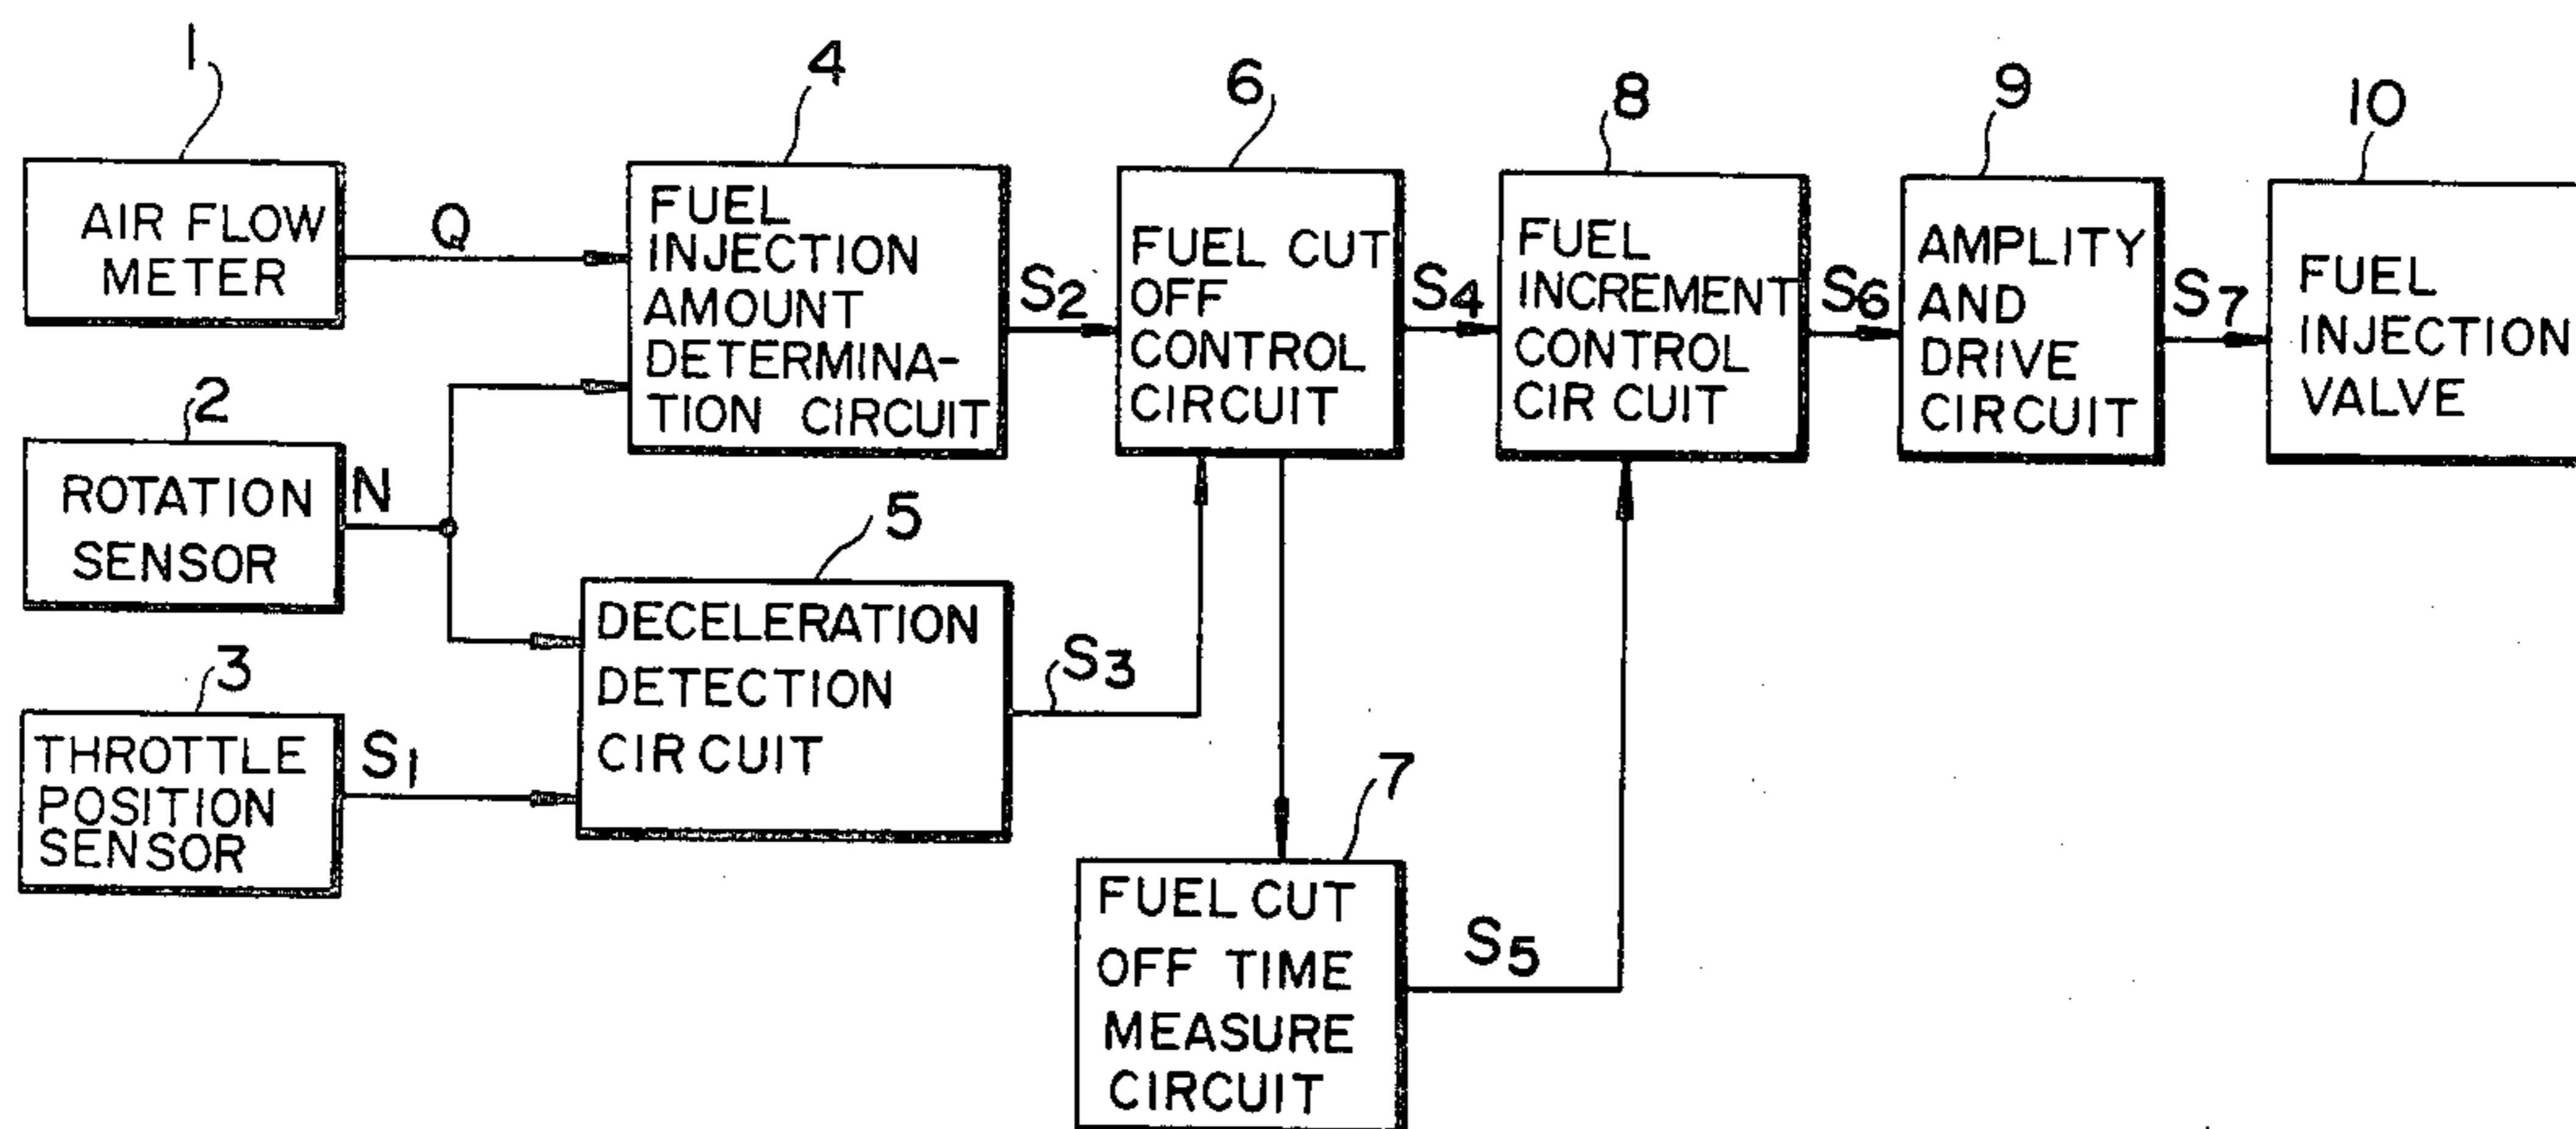 1
AIR FLOW
METER
Q
2
ROTATION
SENSOR
N
3
THROTTLE
POSITION
SENSOR
S1
4
FUEL
INJECTION
AMOUNT
DETERMINA-
TION CIRCUIT
S2
5
DECELERATION
DETECTION
CIRCUIT
S3
6
FUEL CUT
OFF
CONTROL
CIRCUIT
S4
7
FUEL CUT
OFF TIME
MEASURE
CIRCUIT
S5
8
FUEL
INCREMENT
CONTROL
CIRCUIT
S6
9
AMPLITY
AND
DRIVE
CIRCUIT
S7
10
FUEL
INJECTION
VALVE